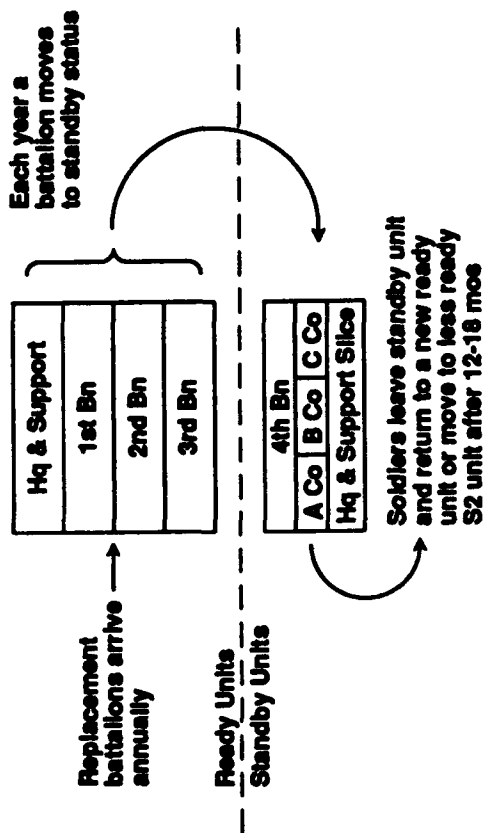 Replacement
battalions arrive
annually
Hq & Support
1st Bn
2nd Bn
3rd Bn
Each year a
battalion moves
to standby status
Ready Units
Standby Units
4th Bn
A Co B Co C Co
Hq & Support Slice
Soldiers leave standby unit
and return to a new ready
unit or move to less ready
S2 unit after 12-18 mos